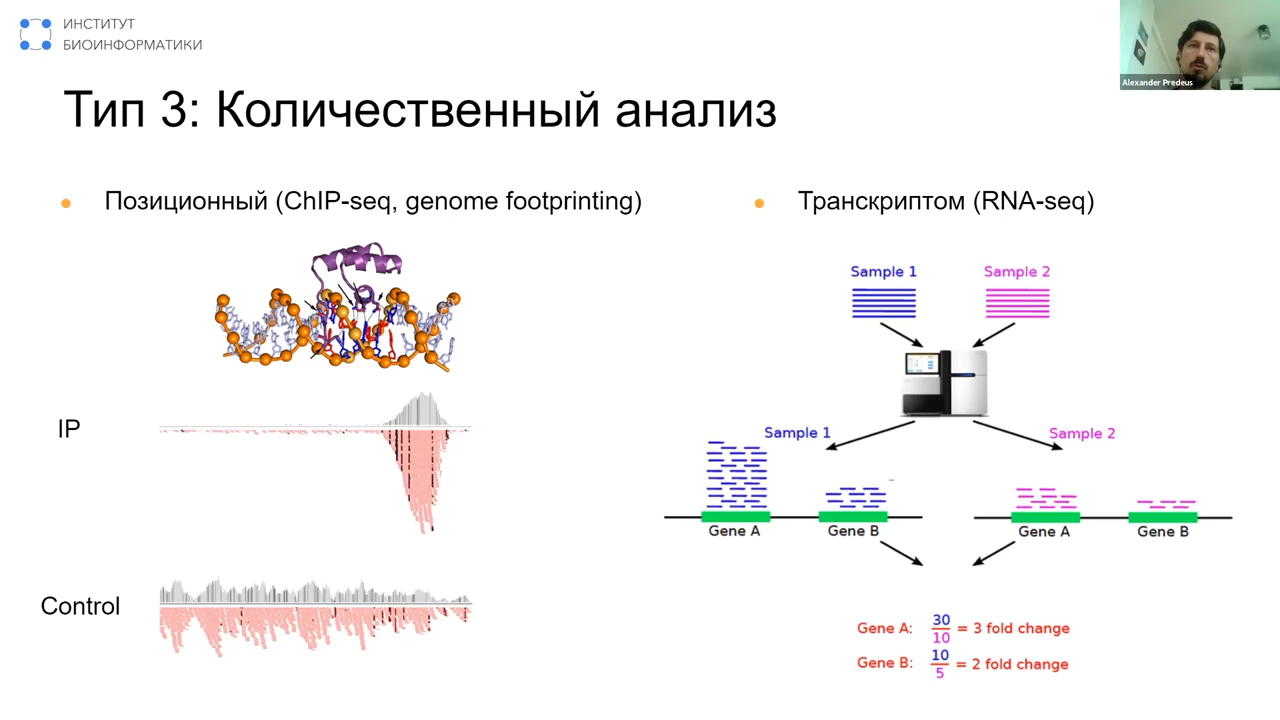 ИНСТИТУТ
БИОИНФОРМАТИКИ
Alexander Predeus
Тип 3: Количественный анализ
Позиционный (ChIP-seq, genome footprinting)
IP
Control
Транскриптом (RNA-seq)
Sample 1
Sample 2
Sample 1
Sample 2
Gene A
Gene B
Gene A
Gene B
Gene A: 30/10 = 3 fold change
Gene B: 10/5 = 2 fold change